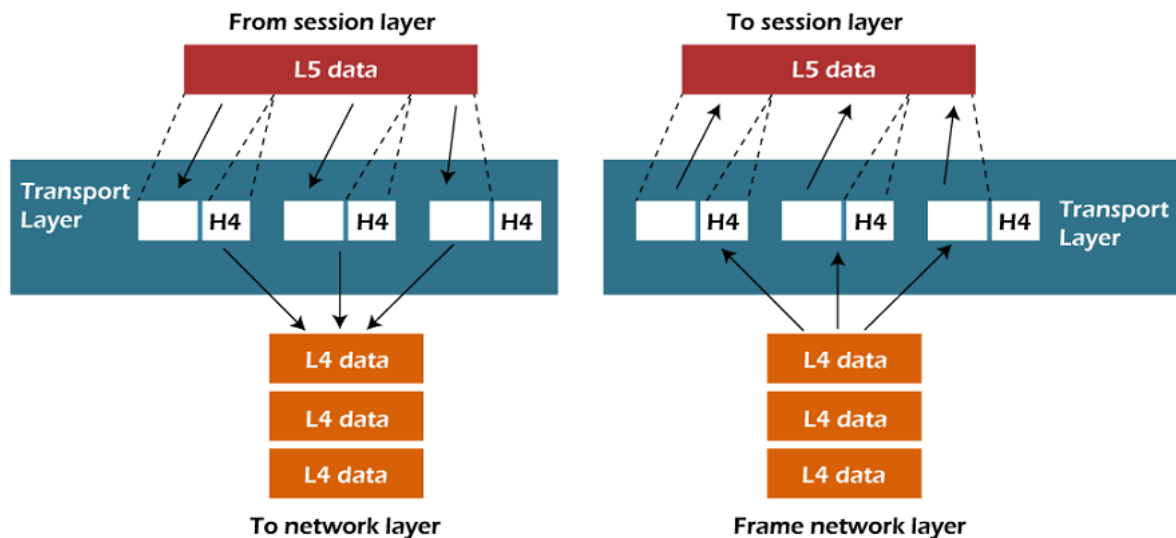 From session layer
L5 data
Transport
Layer
H4
H4
H4
L4 data
L4 data
L4 data
To network layer
To session layer
L5 data
H4
H4
H4
Transport
Layer
L4 data
L4 data
L4 data
Frame network layer